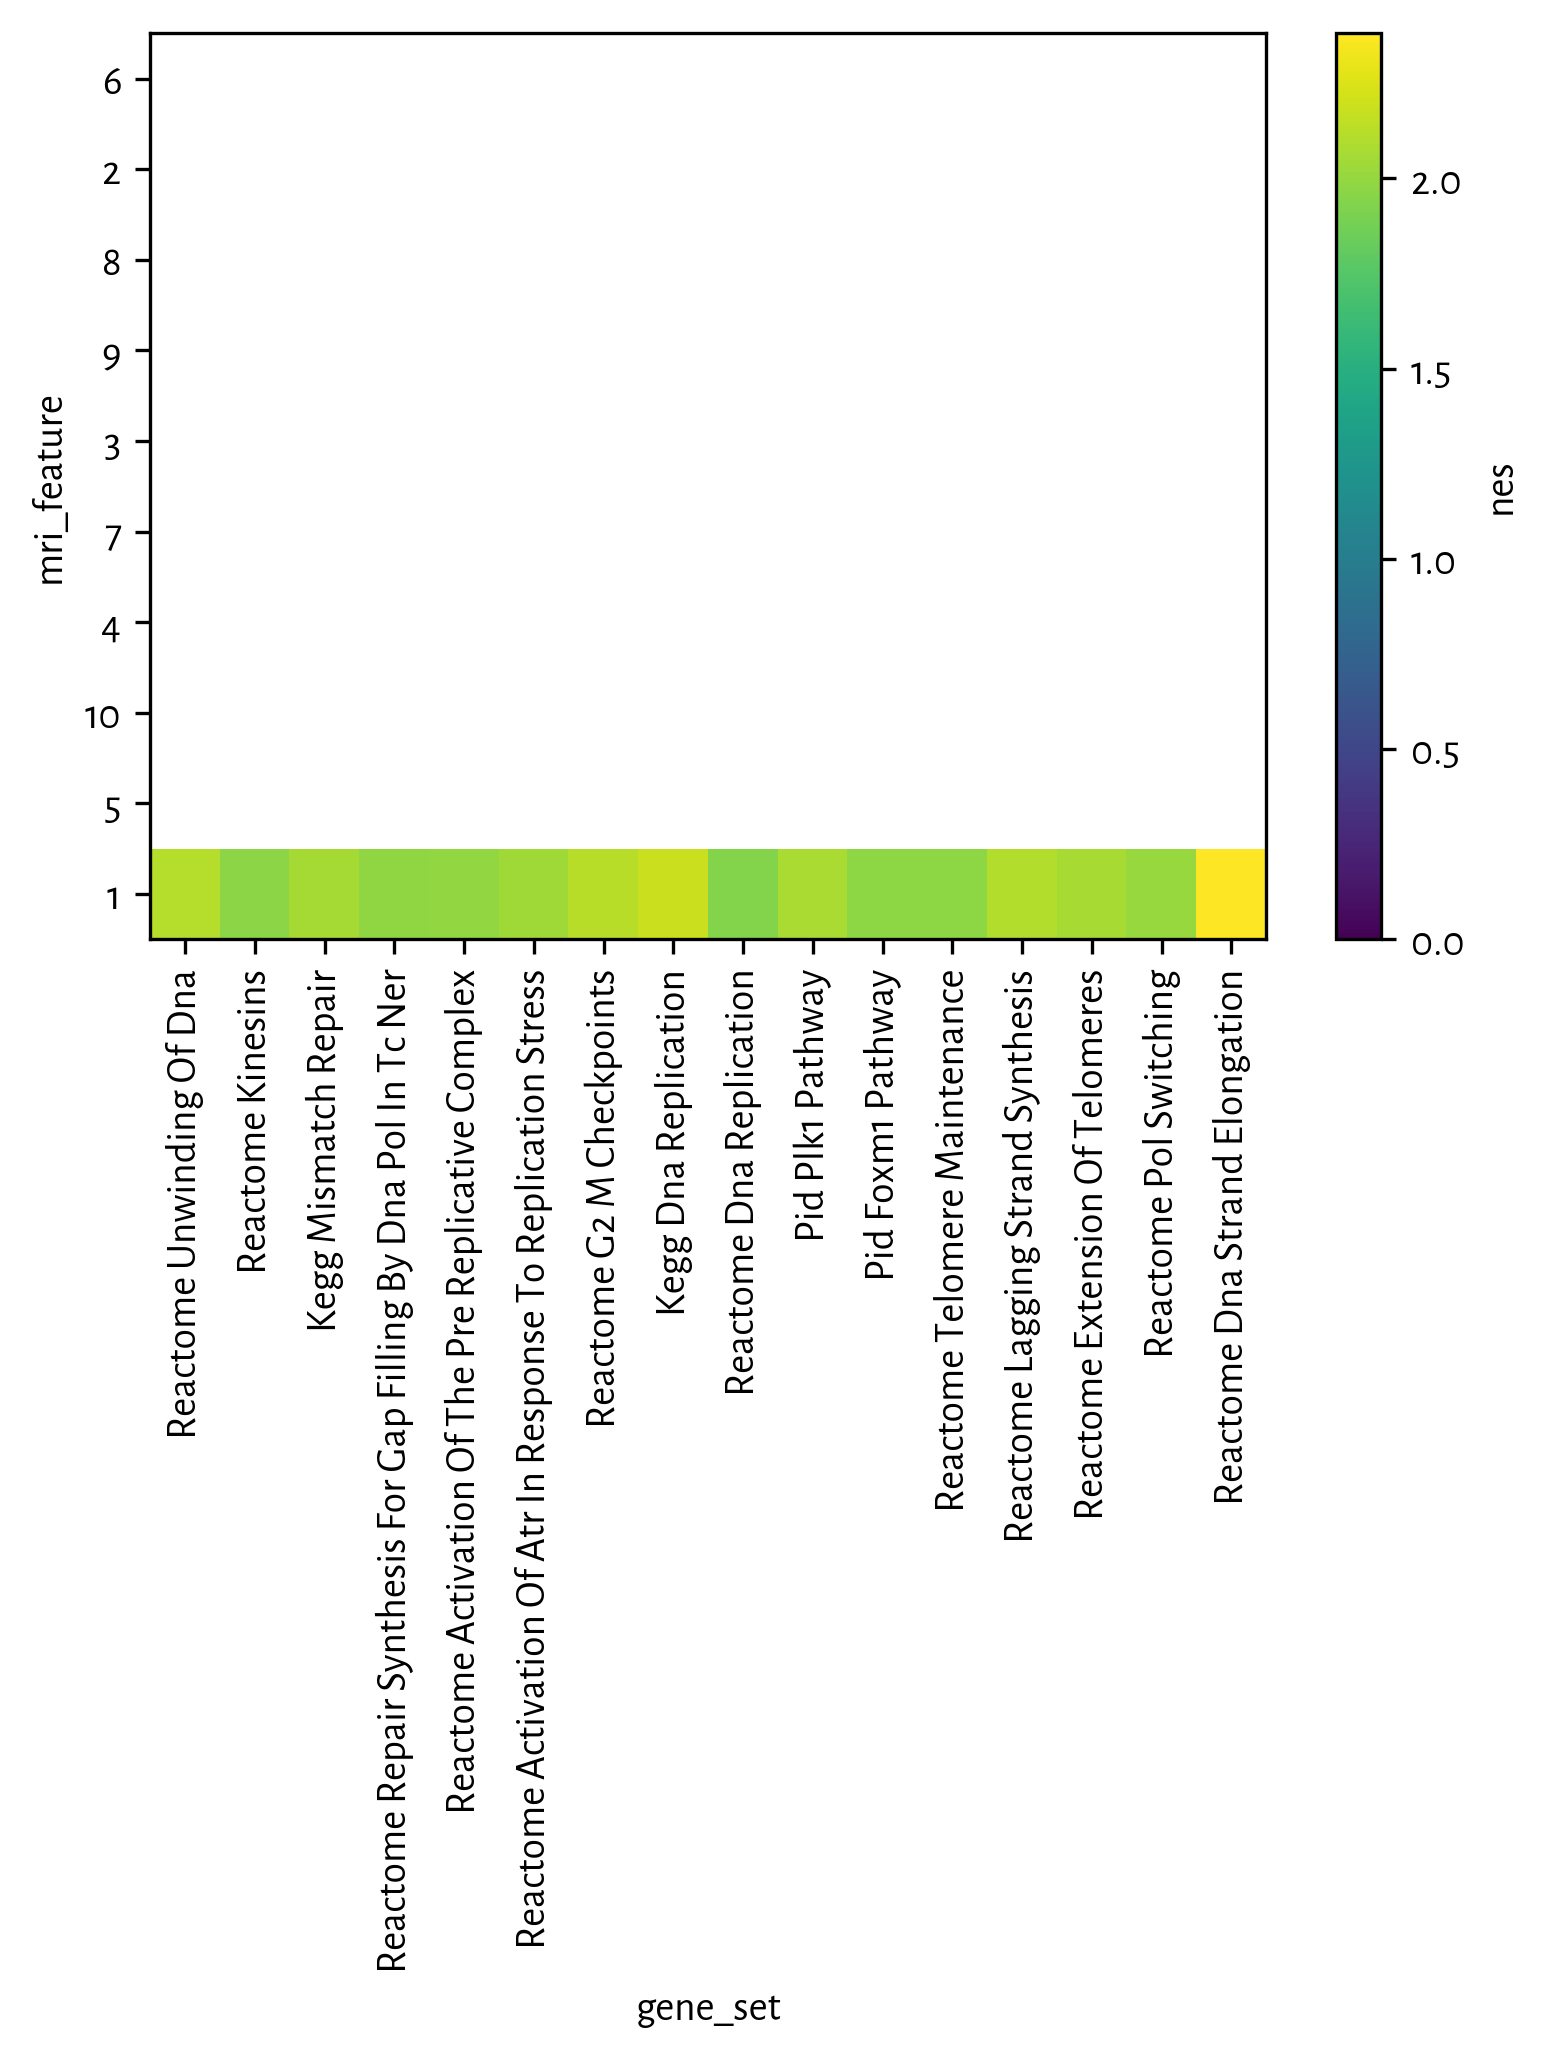 mri_feature
6
2
8
9
3
7
4
10
5
1
Reactome Unwinding Of Dna
Reactome Kinesins
Kegg Mismatch Repair
Reactome Repair Synthesis For Gap Filling By Dna Pol In Tc Ner
Reactome Activation Of The Pre Replicative Complex
Reactome Activation Of Atr In Response To Replication Stress
Reactome G2 M Checkpoints
Kegg Dna Replication
Reactome Dna Replication
Pid Plk1 Pathway
Pid Foxm1 Pathway
Reactome Telomere Maintenance
Reactome Lagging Strand Synthesis
Reactome Extension Of Telomeres
Reactome Pol Switching
Reactome Dna Strand Elongation
gene_set
2.0
1.5
1.0
0.5
0.0
nes